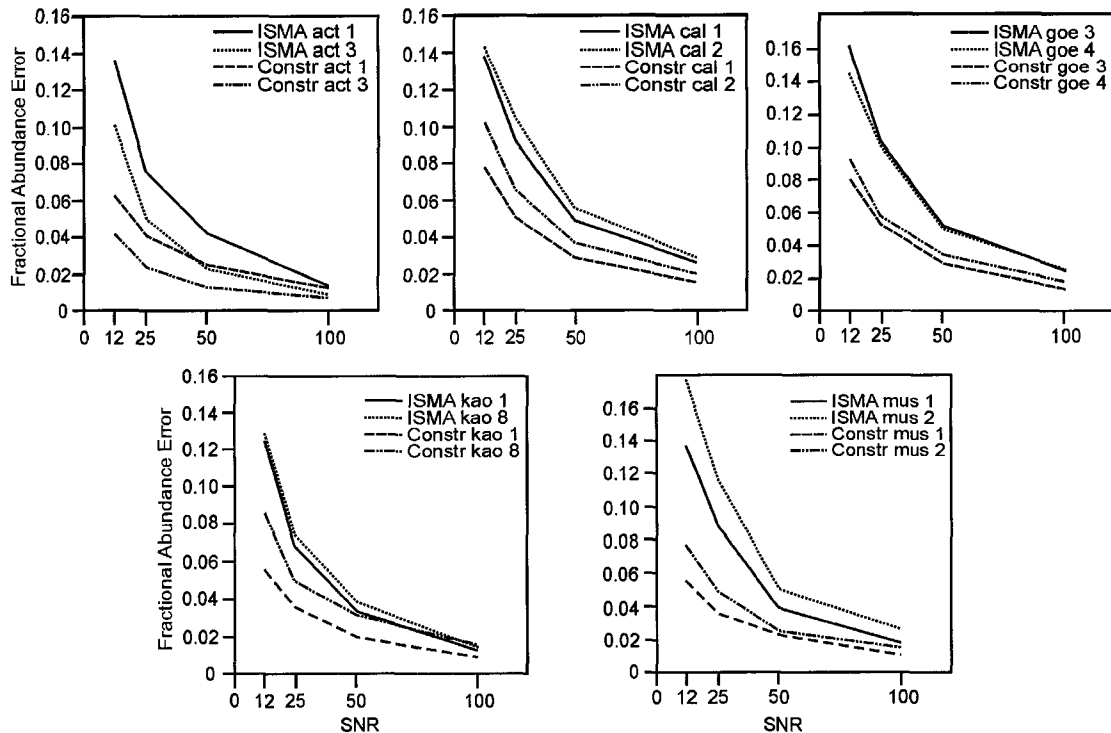 Fractional Abundance Error
0.16
0.14
0.12
0.10
0.08
0.06
0.04
0.02
0
ISMA act 1
ISMA act 3
Constr act 1
Constr act 3
0 12 25 50 100
0.16
0.14
0.12
0.10
0.08
0.06
0.04
0.02
0
ISMA cal 1
ISMA cal 2
Constr cal 1
Constr cal 2
0 12 25 50 100
0.16
0.14
0.12
0.10
0.08
0.06
0.04
0.02
0
ISMA goe 3
ISMA goe 4
Constr goe 3
Constr goe 4
0 12 25 50 100
Fractional Abundance Error
0.16
0.14
0.12
0.10
0.08
0.06
0.04
0.02
0
ISMA kao 1
ISMA kao 8
Constr kao 1
Constr kao 8
0 12 25 50 100
SNR
0.16
0.14
0.12
0.10
0.08
0.06
0.04
0.02
0
ISMA mus 1
ISMA mus 2
Constr mus 1
Constr mus 2
0 12 25 50 100
SNR